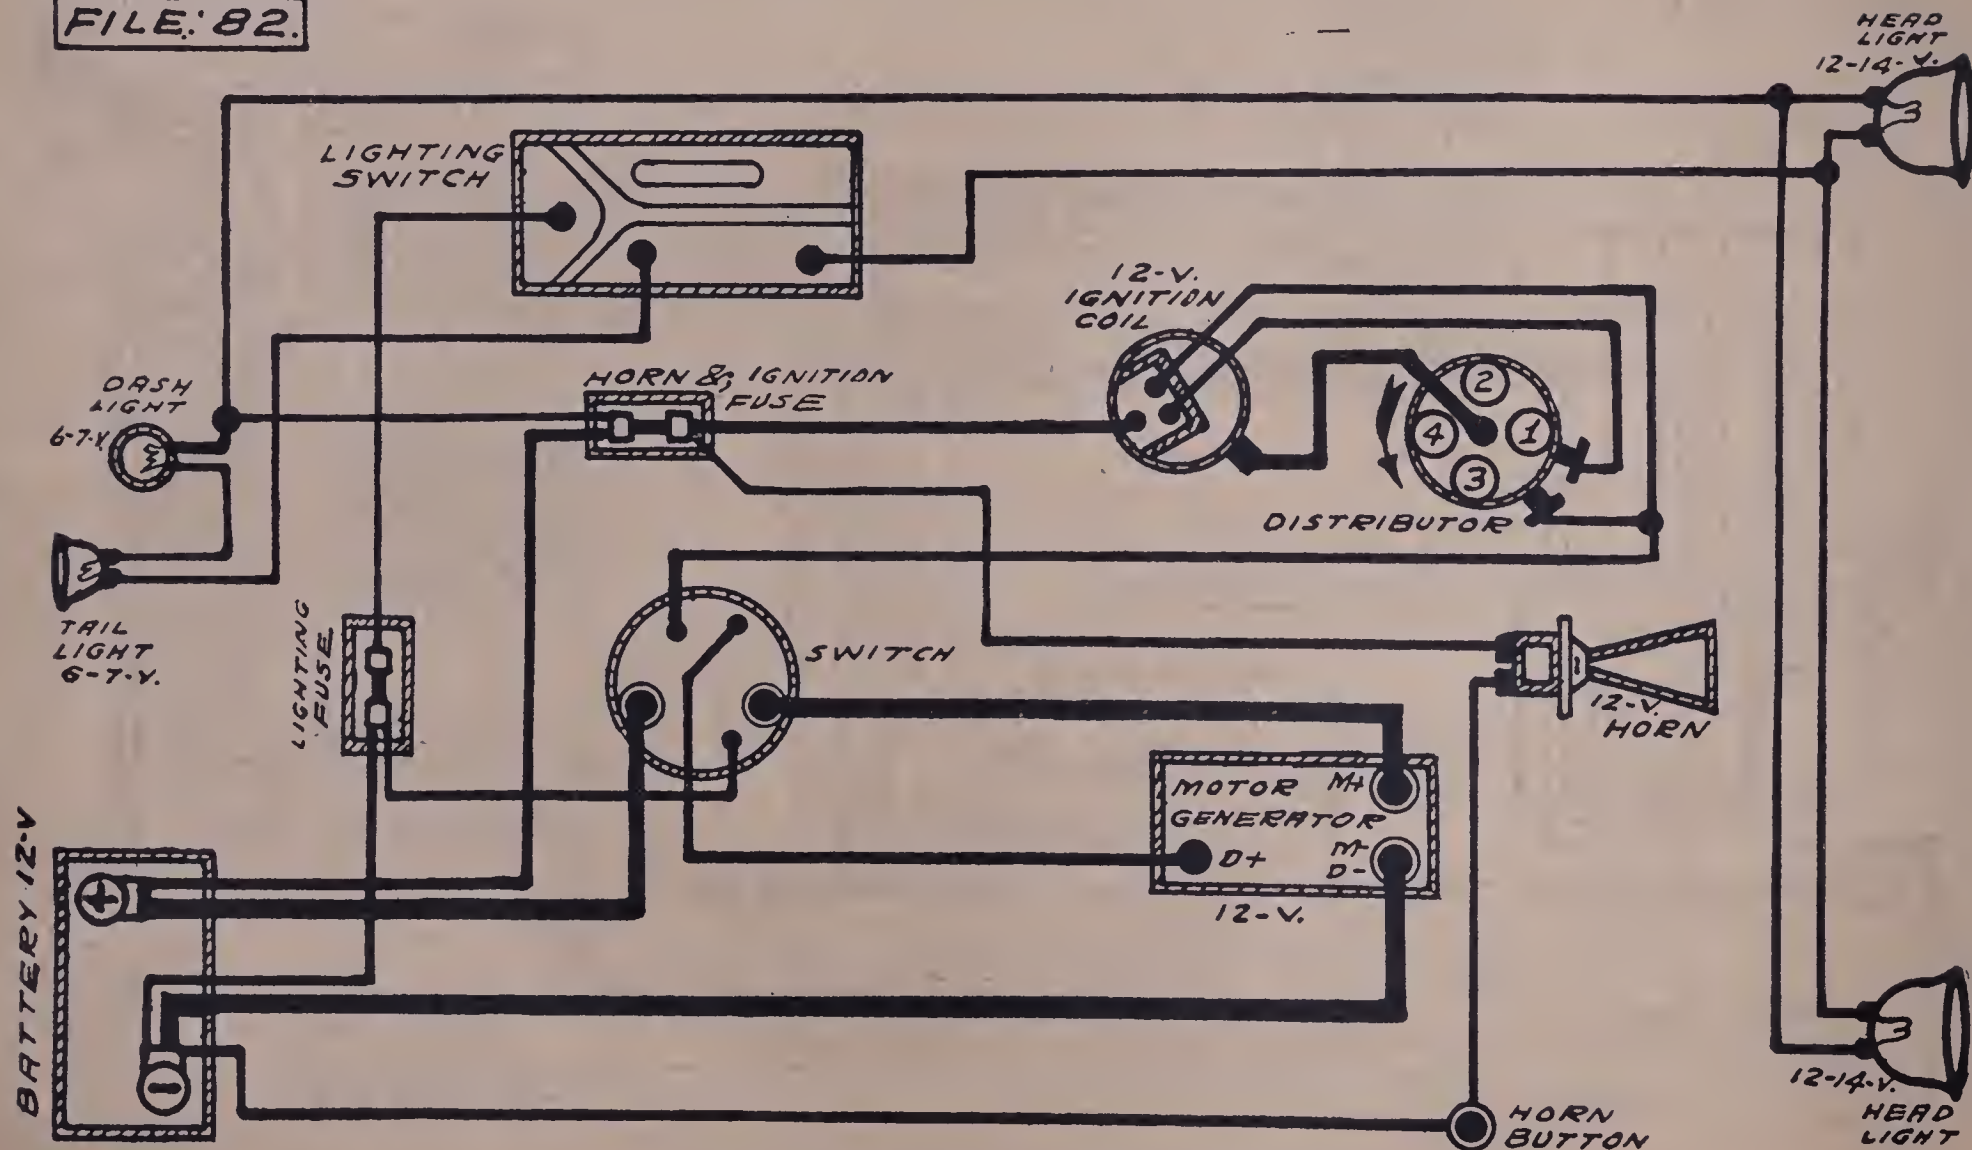 FILE: 82.
HEAD
LIGHT
12-14-V.
LIGHTING
SWITCH
12-V.
IGNITION
COIL
DASH
LIGHT
6-7-V.
HORN & IGNITION
FUSE
2
4
1
3
DISTRIBUTOR
TAIL
LIGHT
6-7-V.
LIGHTING
FUSE
SWITCH
12-V.
HORN
MOTOR M+
GENERATOR
D+
M-
D-
12-V.
BATTERY 12-V
+
-
12-14-V.
HEAD
LIGHT
HORN
BUTTON